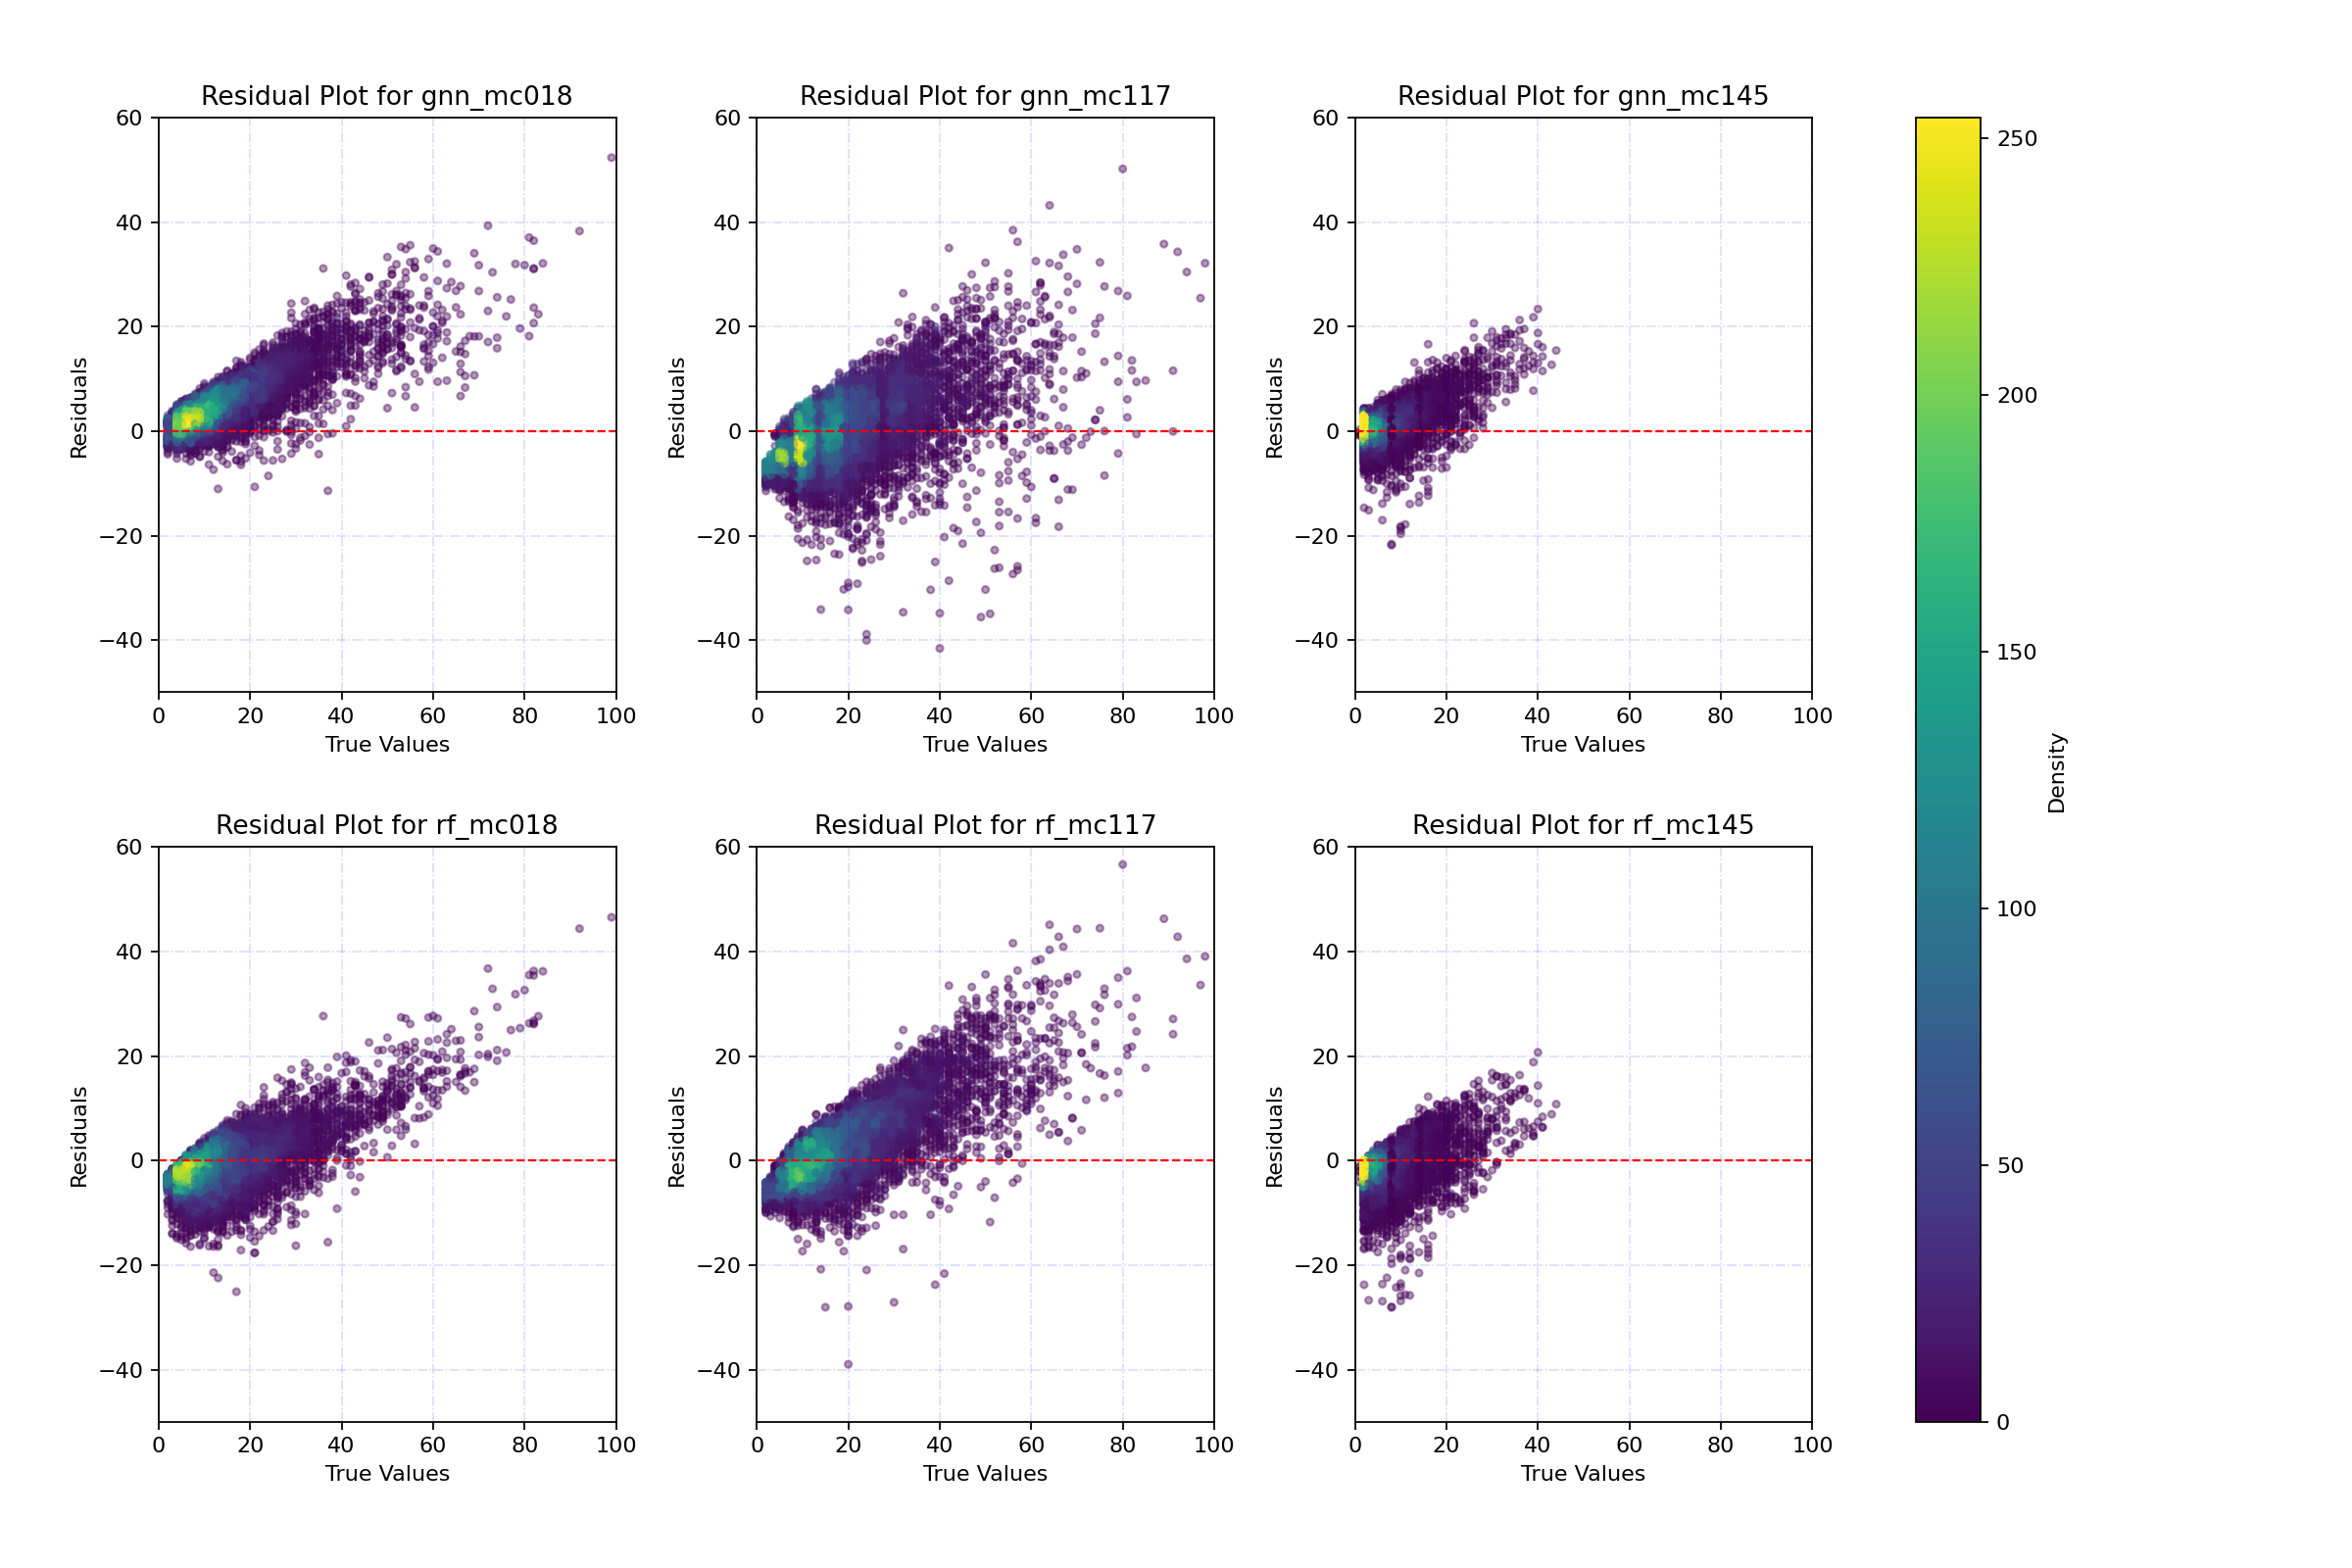 Residual Plot for gnn_mc018
60
40
20
0
−20
−40
Residuals
0 20 40 60 80 100
True Values
Residual Plot for gnn_mc117
60
40
20
0
−20
−40
Residuals
0 20 40 60 80 100
True Values
Residual Plot for gnn_mc145
60
40
20
0
−20
−40
Residuals
0 20 40 60 80 100
True Values
Residual Plot for rf_mc018
60
40
20
0
−20
−40
Residuals
0 20 40 60 80 100
True Values
Residual Plot for rf_mc117
60
40
20
0
−20
−40
Residuals
0 20 40 60 80 100
True Values
Residual Plot for rf_mc145
60
40
20
0
−20
−40
Residuals
0 20 40 60 80 100
True Values
250
200
150
100
50
0
Density